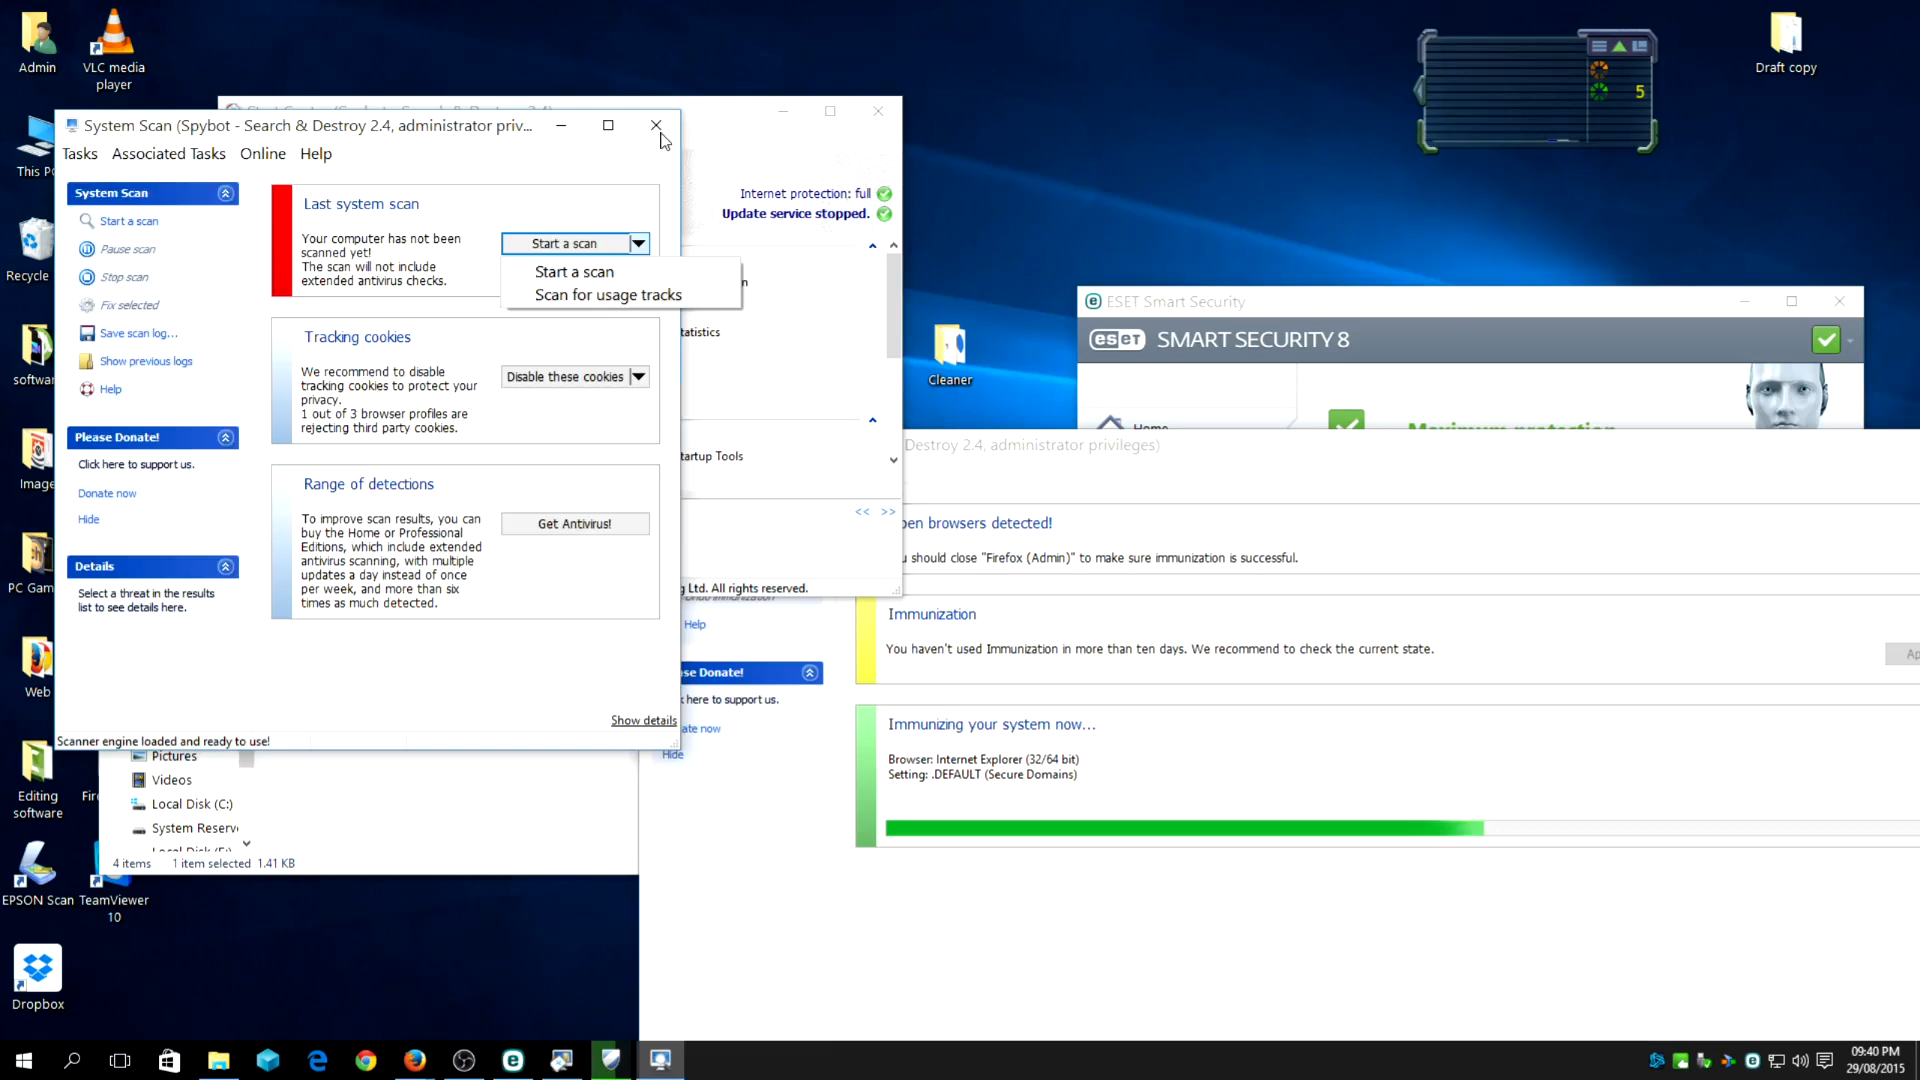 Admin
VLC media
player
This PC
Recycle
software
Image
PC Gam
Web
Editing
software
EPSON Scan
TeamViewer
10
Dropbox
System Scan (Spybot - Search & Destroy 2.4, administrator priv...
Tasks
Associated Tasks
Online
Help
System Scan
Start a scan
Pause scan
Stop scan
Fix selected
Save scan log...
Show previous logs
Help
Please Donate!
Click here to support us.
Donate now
Hide
Details
Select a threat in the results
list to see details here.
Last system scan
Your computer has not been
scanned yet!
The scan will not include
extended antivirus checks.
Start a scan
Start a scan
Scan for usage tracks
Tracking cookies
We recommend to disable
tracking cookies to protect your
privacy.
1 out of 3 browser profiles are
rejecting third party cookies.
Disable these cookies
Range of detections
To improve scan results, you can
buy the Home or Professional
Editions, which include extended
antivirus scanning, with multiple
updates a day instead of once
per week, and more than six
times as much detected.
Get Antivirus!
Show details
Scanner engine loaded and ready to use!
Internet protection: full
Update service stopped.
tatistics
tartup Tools
<< >>
g Ltd. All rights reserved.
Pictures
Videos
Local Disk (C:)
System Reserv
4 items
1 item selected 1.41 KB
Help
se Donate!
here to support us.
ate now
Hide
Destroy 2.4, administrator privileges)
pen browsers detected!
u should close "Firefox (Admin)" to make sure immunization is successful.
Immunization
You haven't used Immunization in more than ten days. We recommend to check the current state.
Ap
Immunizing your system now...
Browser: Internet Explorer (32/64 bit)
Setting: .DEFAULT (Secure Domains)
Cleaner
ESET Smart Security
eset SMART SECURITY 8
Home
Maximum protection
5
Draft copy
09:40 PM
29/08/2015